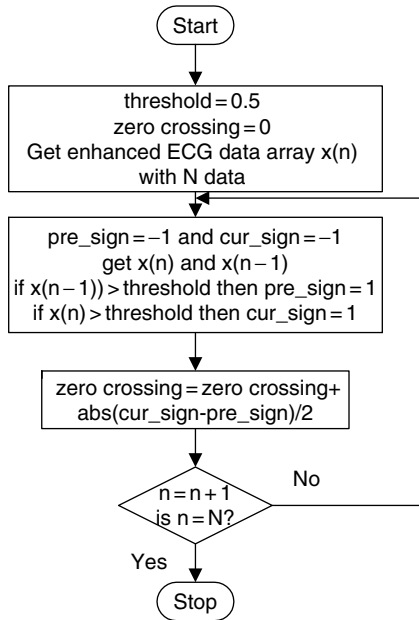 Start
threshold=0.5
zero crossing=0
Get enhanced ECG data array x(n)
with N data
pre_sign=−1 and cur_sign=−1
get x(n) and x(n−1)
if x(n−1))>threshold then pre_sign=1
if x(n)>threshold then cur_sign=1
zero crossing=zero crossing+
abs(cur_sign-pre_sign)/2
n=n+1
is n=N?
No
Yes
Stop